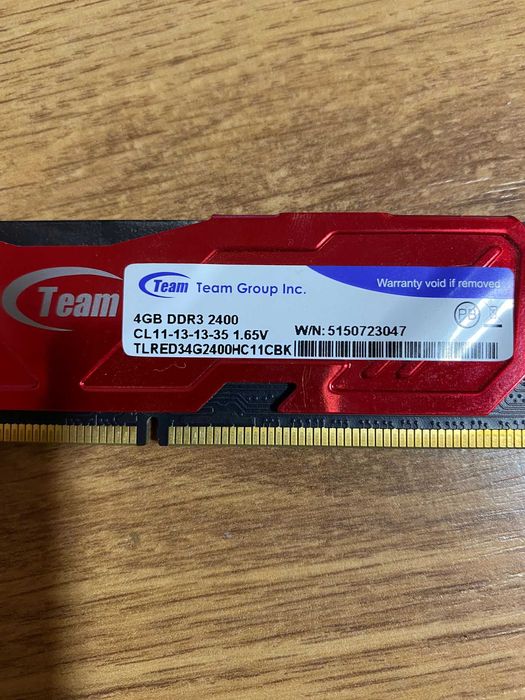 Team
Team Team Group Inc.
Warranty void if removed
4GB DDR3 2400
CL11-13-13-35 1.65V W/N: 5150723047
TLRED34G2400HC11CBK
Pb